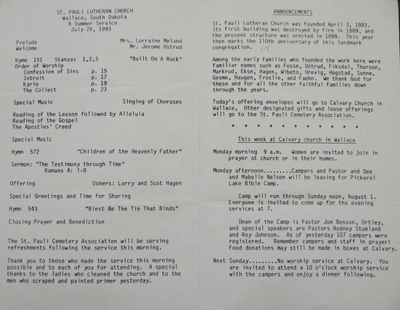 ST. PAULI LUTHERAN CHURCH
Wallace, South Dakota
A Summer Service
July 25, 1993
Prelude Mrs. Lorraine Melund
Welcome Mr. Jerome Ustrud
Hymn 151 Stanzas 1,2,3 "Built On A Rock"
Order of Worship
Confession of Sins p. 15
Introit p. 17
Kyrie p. 19
The Collect p. 23
Special Music Singing of Choruses
Reading of the Lesson followed by Alleluia
Reading of the Gospel
The Apostles' Creed
Special Music
Hymn 572 "Children of the Heavenly Father"
Sermon: "The Testimony through Time"
Romans 4: 1-8
Offering Ushers: Larry and Scot Hagen
Special Greetings and Time for Sharing
Hymn 543 "Blest Be The Tie That Binds"
Closing Prayer and Benediction
The St. Pauli Cemetery Association will be serving
refreshments following the service this morning.
Thank you to those who made the service this morning
possible and to each of you for attending. A special
thanks to the ladies who cleaned the church and to the
men who scraped and painted primer yesterday.
ANNOUNCEMENTS
St. Pauli Lutheran Church was founded April 3, 1883.
Its first building was destroyed by fire in 1889, and
the present structure was erected in 1899. This year
then marks the 110th anniversary of this landmark
congregation.
Among the early families who founded the work here were
familiar names such as Fosse, Ustrud, Fiksdal, Thorson,
Markrud, Ekse, Hagen, Wibeto, Drevig, Hogstad, Sunne,
Gesme, Haugen, Froslie, and Fuhr. We thank God for
these and for all the other faithful families down
through the years.
Today's offering envelopes will go to Calvary Church in
Wallace. Other designated gifts and loose offerings
will go to the St. Pauli Cemetery Association.
* * * * * * * * * * *
This week at Calvary church in Wallace
Monday morning 9 a.m. Women are invited to join in
prayer at church or in their homes.
Monday afternoon........Campers and Pastor and Dee
and Mabelle Nelson will be leaving for Pickerel
Lake Bible Camp.
Camp will run through Sunday noon, August 1.
Everyone is invited to come up for the evening
services at 7.
Dean of the Camp is Pastor Jon Benson, Ortley,
and special speakers are Pastors Rodney Stueland
and Roy Johnson. As of yesterday 107 campers were
registered. Remember campers and staff in prayer!
Food donations may still be made in boxes at Calvary.
Next Sunday........No worship service at Calvary. You
are invited to attend a 10 o'clock worship service
with the campers and enjoy a dinner following.